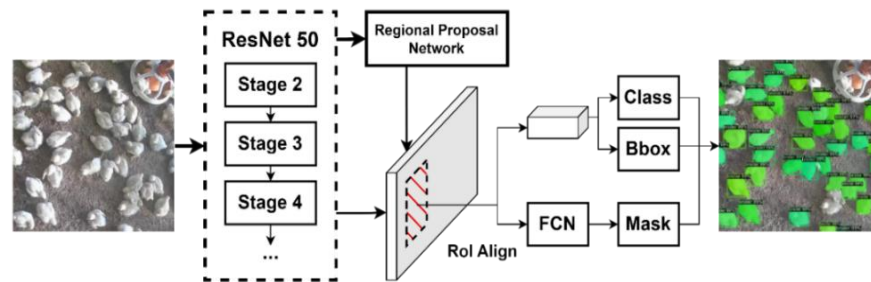 ResNet 50
Stage 2
Stage 3
Stage 4
...
Regional Proposal
Network
RoI Align
FCN
Class
Bbox
Mask